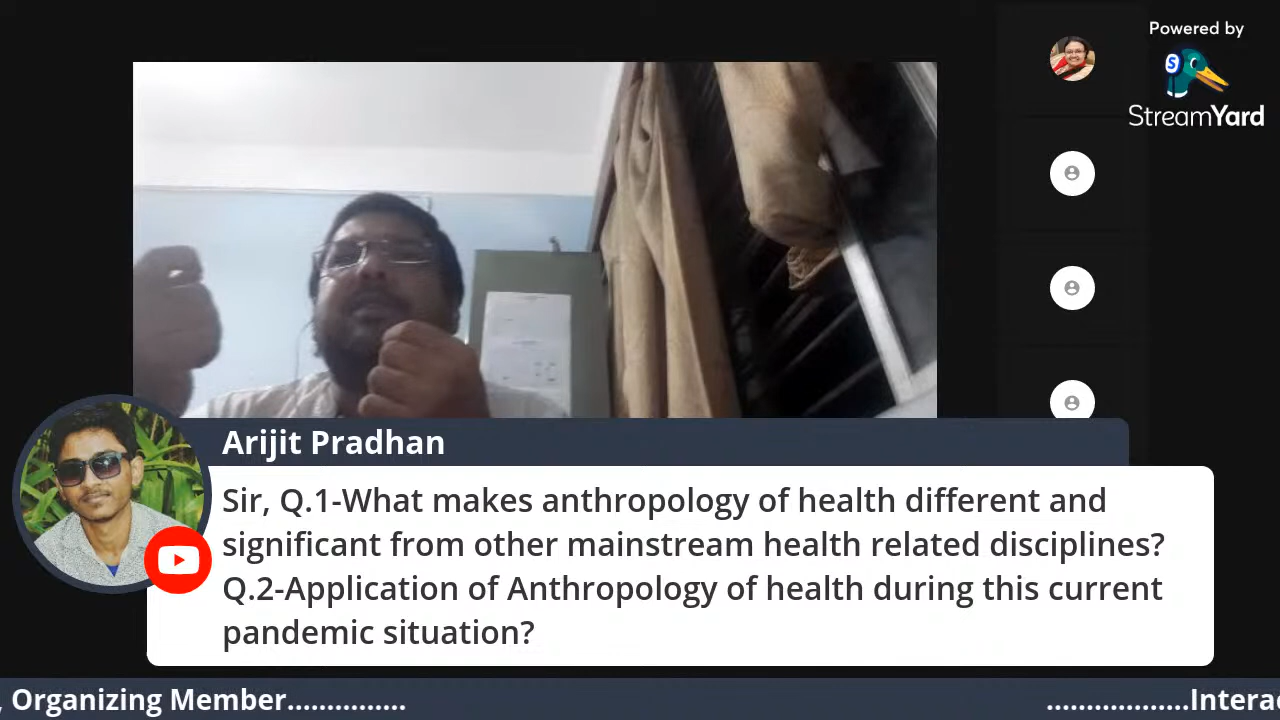 Powered by
StreamYard
Arijit Pradhan
Sir, Q.1-What makes anthropology of health different and
significant from other mainstream health related disciplines?
Q.2-Application of Anthropology of health during this current
pandemic situation?
, Organizing Member...............
..................Interac